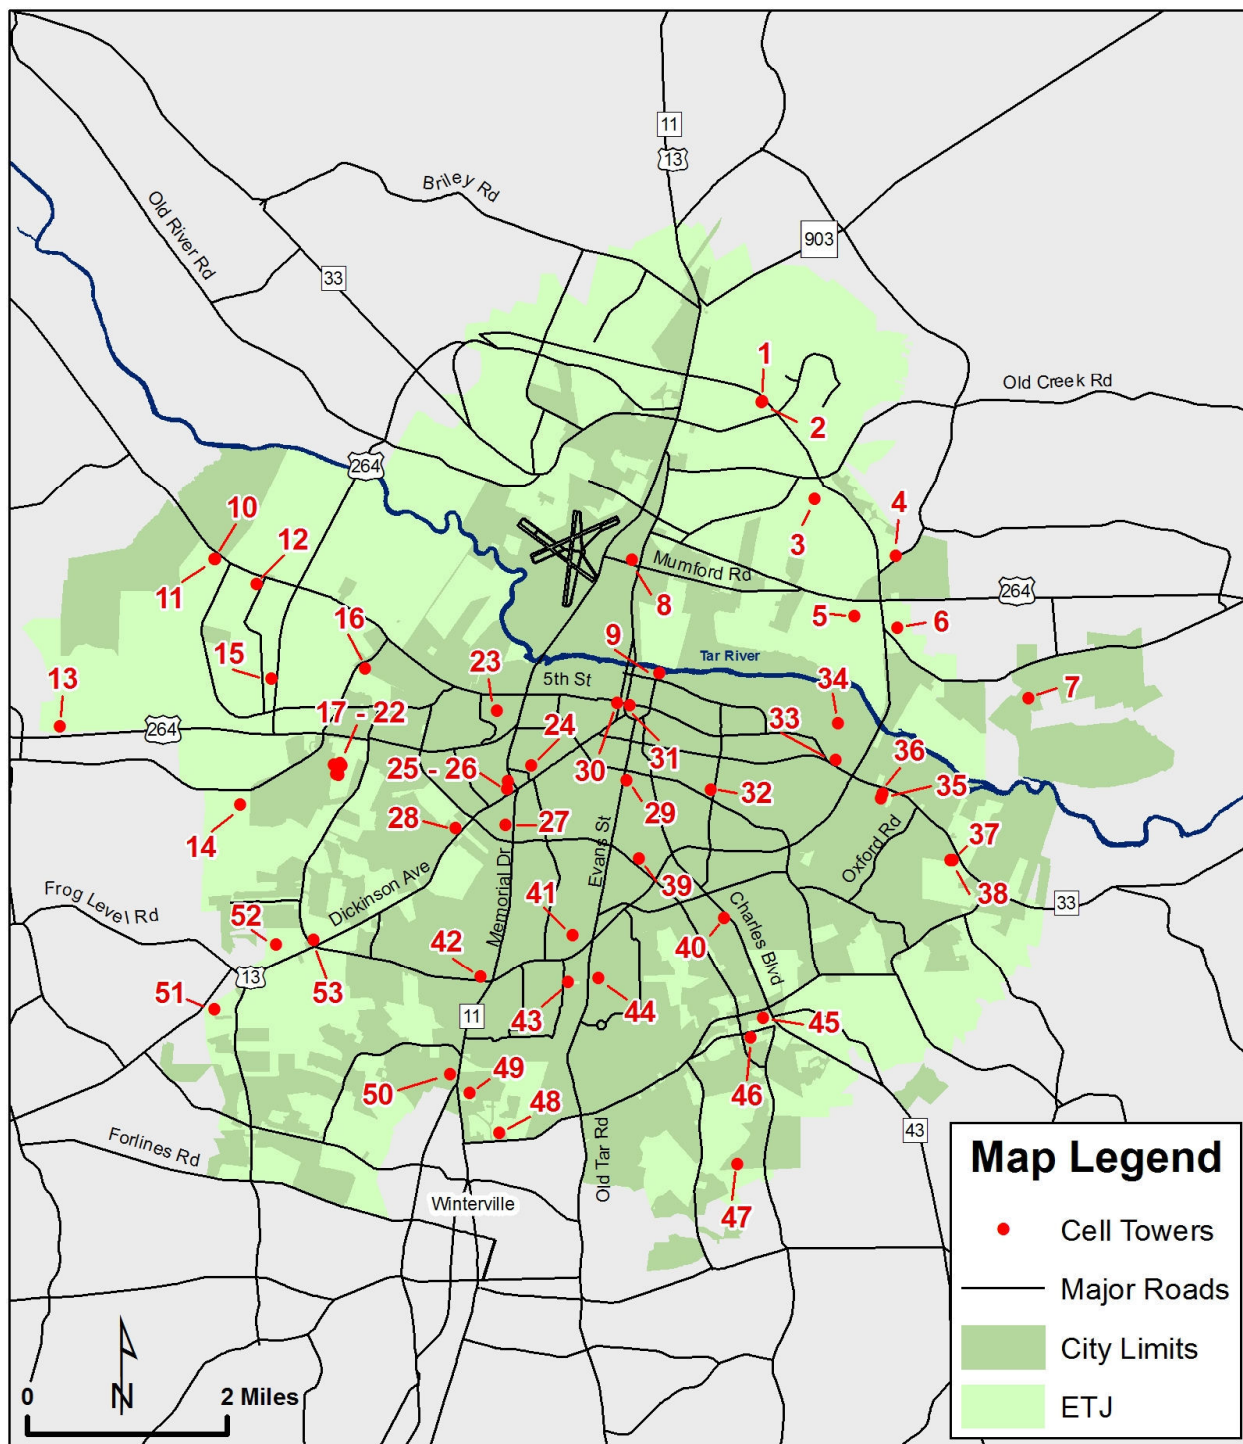 11
13
Briley Rd
Old River Rd
903
33
1
Old Creek Rd
2
264
10
4
12
3
Mumford Rd
264
11
8
5
6
16
9
Tar River
15
23
5th St
34
7
13
17 - 22
264
24
33
36
25 - 26
30
31
35
29
32
28
27
14
Evans St
Oxford Rd
37
Memorial Dr
39
38
Dickinson Ave
41
Frog Level Rd
33
52
Charles Blvd
42
40
13
53
51
11
43
44
45
49
50
48
46
43
Forlines Rd
Old Tar Rd
Winterville
47
Map Legend
Cell Towers
Major Roads
City Limits
ETJ
N
0 2 Miles